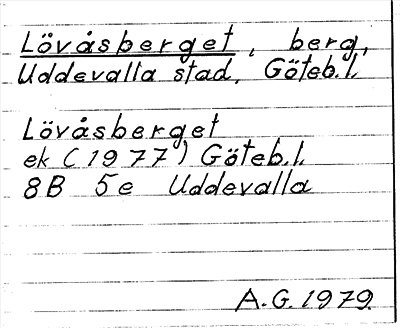 Lövåsberget, berg,
Uddevalla stad, Göteb.l.
Lövåsberget
ek (1977) Göteb.l.
8B 5e Uddevalla
A.G. 1979.